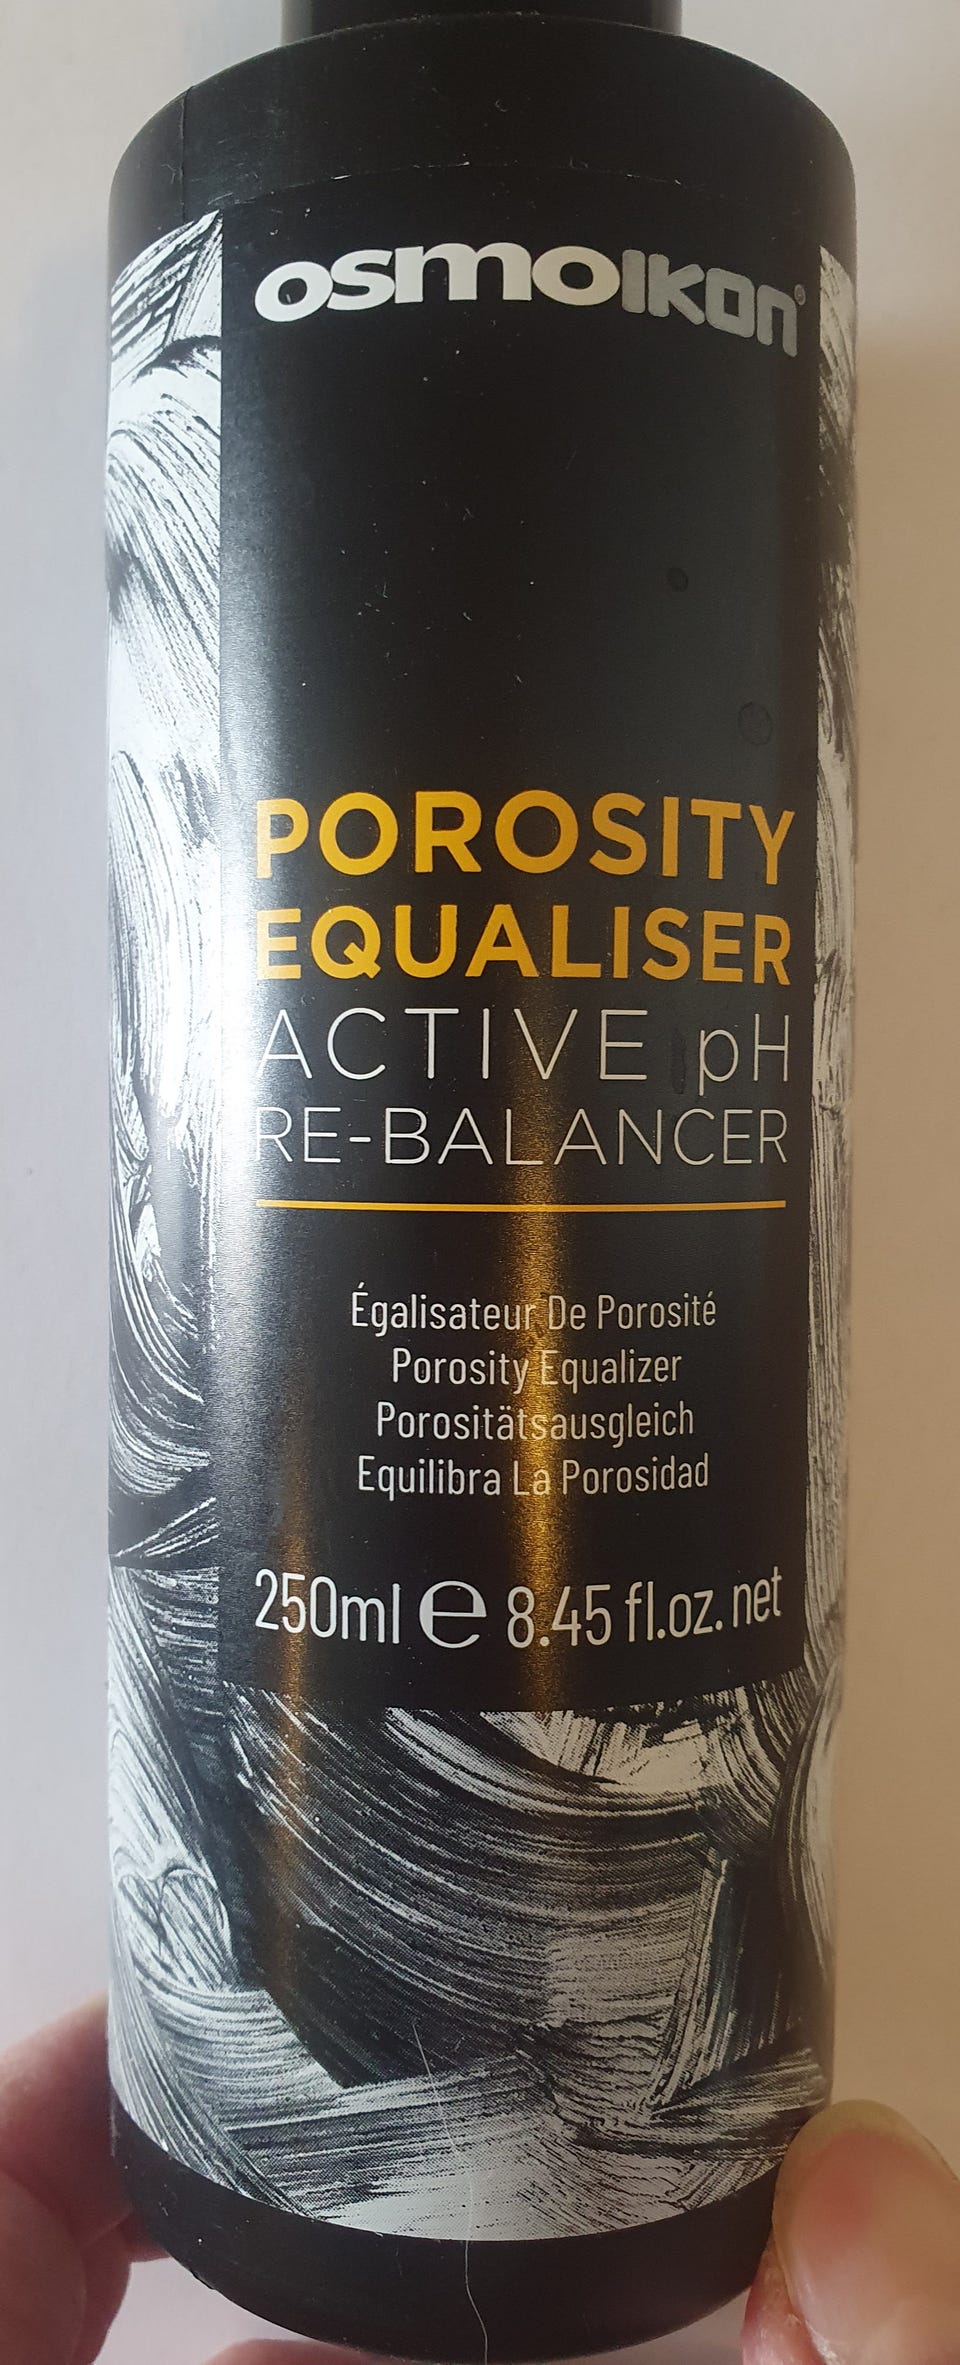 osmoIKON®
POROSITY
EQUALISER
ACTIVE pH
RE-BALANCER
Égalisateur De Porosité
Porosity Equalizer
Porositätsausgleich
Equilibra La Porosidad
250ml e 8.45 fl.oz. net